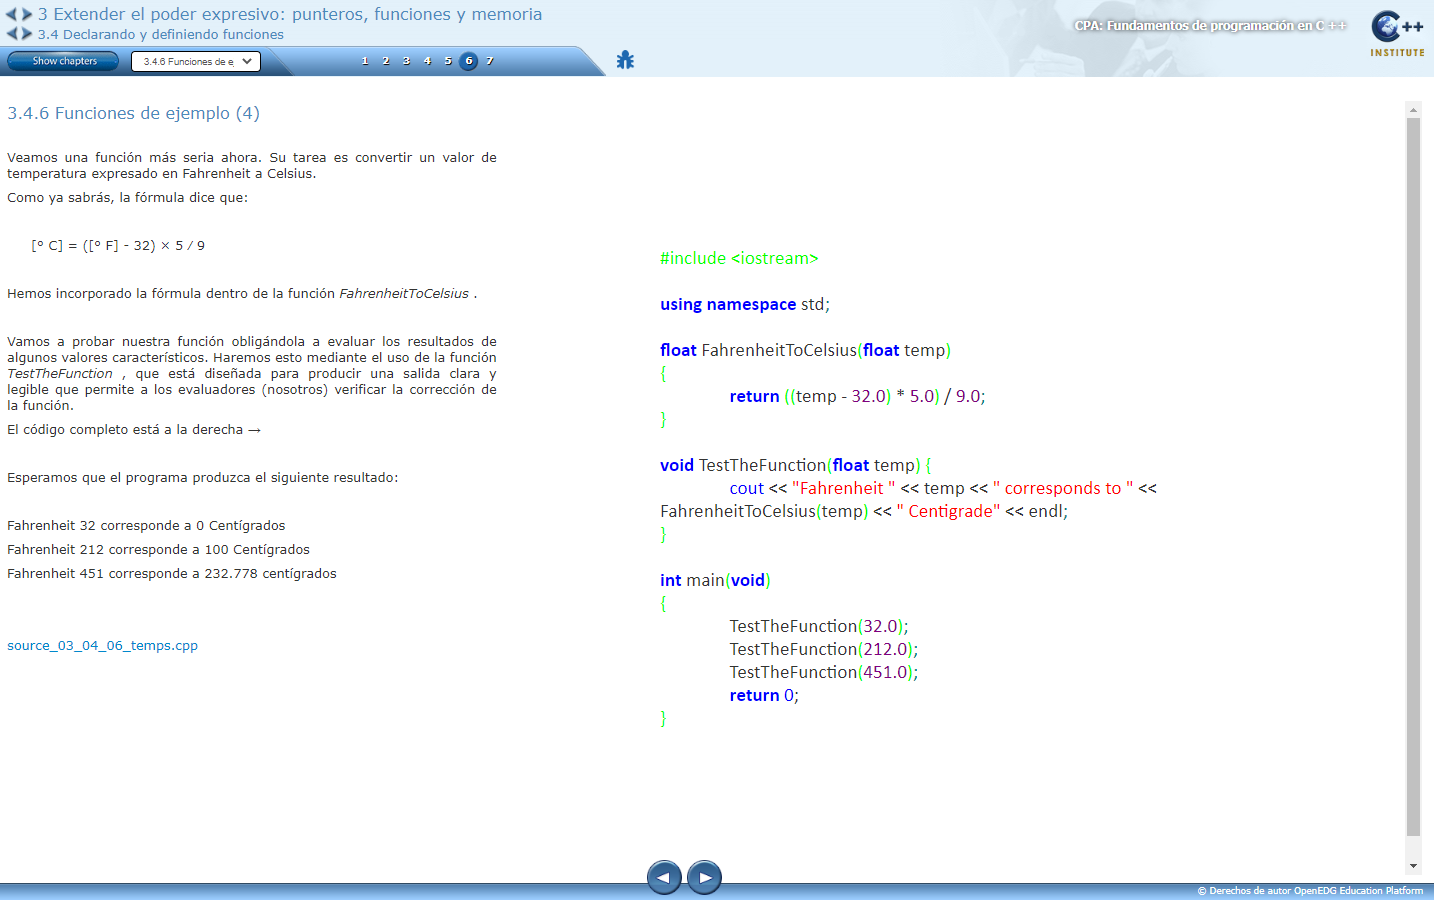 3 Extender el poder expresivo: punteros, funciones y memoria
3.4 Declarando y definiendo funciones
CPA: Fundamentos de programación en C ++
C++
INSTITUTE
Show chapters
3.4.6 Funciones de ej
1 2 3 4 5 6 7
3.4.6 Funciones de ejemplo (4)
Veamos una función más seria ahora. Su tarea es convertir un valor de
temperatura expresado en Fahrenheit a Celsius.
Como ya sabrás, la fórmula dice que:
[° C] = ([° F] - 32) × 5 / 9
Hemos incorporado la fórmula dentro de la función FahrenheitToCelsius .
Vamos a probar nuestra función obligándola a evaluar los resultados de
algunos valores característicos. Haremos esto mediante el uso de la función
TestTheFunction , que está diseñada para producir una salida clara y
legible que permite a los evaluadores (nosotros) verificar la corrección de
la función.
El código completo está a la derecha →
Esperamos que el programa produzca el siguiente resultado:
Fahrenheit 32 corresponde a 0 Centígrados
Fahrenheit 212 corresponde a 100 Centígrados
Fahrenheit 451 corresponde a 232.778 centígrados
source_03_04_06_temps.cpp
#include <iostream>
using namespace std;
float FahrenheitToCelsius(float temp)
{
return ((temp - 32.0) * 5.0) / 9.0;
}
void TestTheFunction(float temp) {
cout << "Fahrenheit " << temp << " corresponds to " <<
FahrenheitToCelsius(temp) << " Centigrade" << endl;
}
int main(void)
{
TestTheFunction(32.0);
TestTheFunction(212.0);
TestTheFunction(451.0);
return 0;
}
© Derechos de autor OpenEDG Education Platform